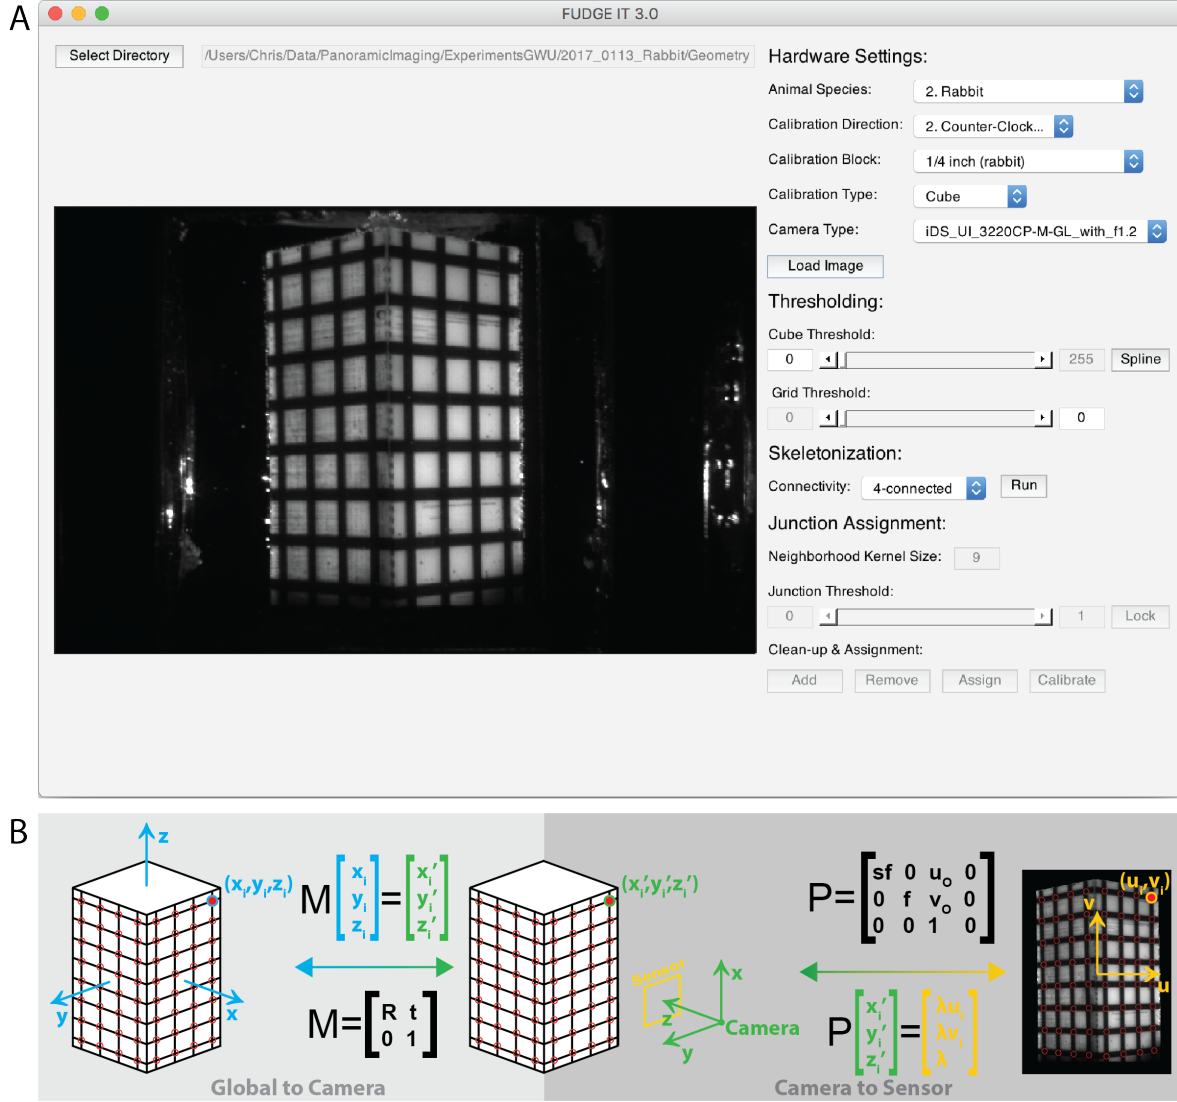 A
FUDGE IT 3.0
Select Directory
/Users/Chris/Data/PanoramicImaging/ExperimentsGWU/2017_0113_Rabbit/Geometry
Hardware Settings:
Animal Species:
2. Rabbit
Calibration Direction:
2. Counter-Clock...
Calibration Block:
1/4 inch (rabbit)
Calibration Type:
Cube
Camera Type:
iDS_UI_3220CP-M-GL_with_f1.2
Load Image
Thresholding:
Cube Threshold:
0
255
Spline
Grid Threshold:
0
0
Skeletonization:
Connectivity:
4-connected
Run
Junction Assignment:
Neighborhood Kernel Size:
9
Junction Threshold:
0
1
Lock
Clean-up & Assignment:
Add
Remove
Assign
Calibrate
B
z
(xi,yi,zi)
y
x
M[xi yi zi]=[xi′ yi′ zi′]
M=[R t
0 1]
Global to Camera
(xi′yi′zi′)
Sensor
x
z
y
Camera
P=[sf 0 uo 0
0 f vo 0
0 0 1 0]
P[xi′ yi′ zi′]=[λui λvi λ]
Camera to Sensor
(ui,vi)
v
u